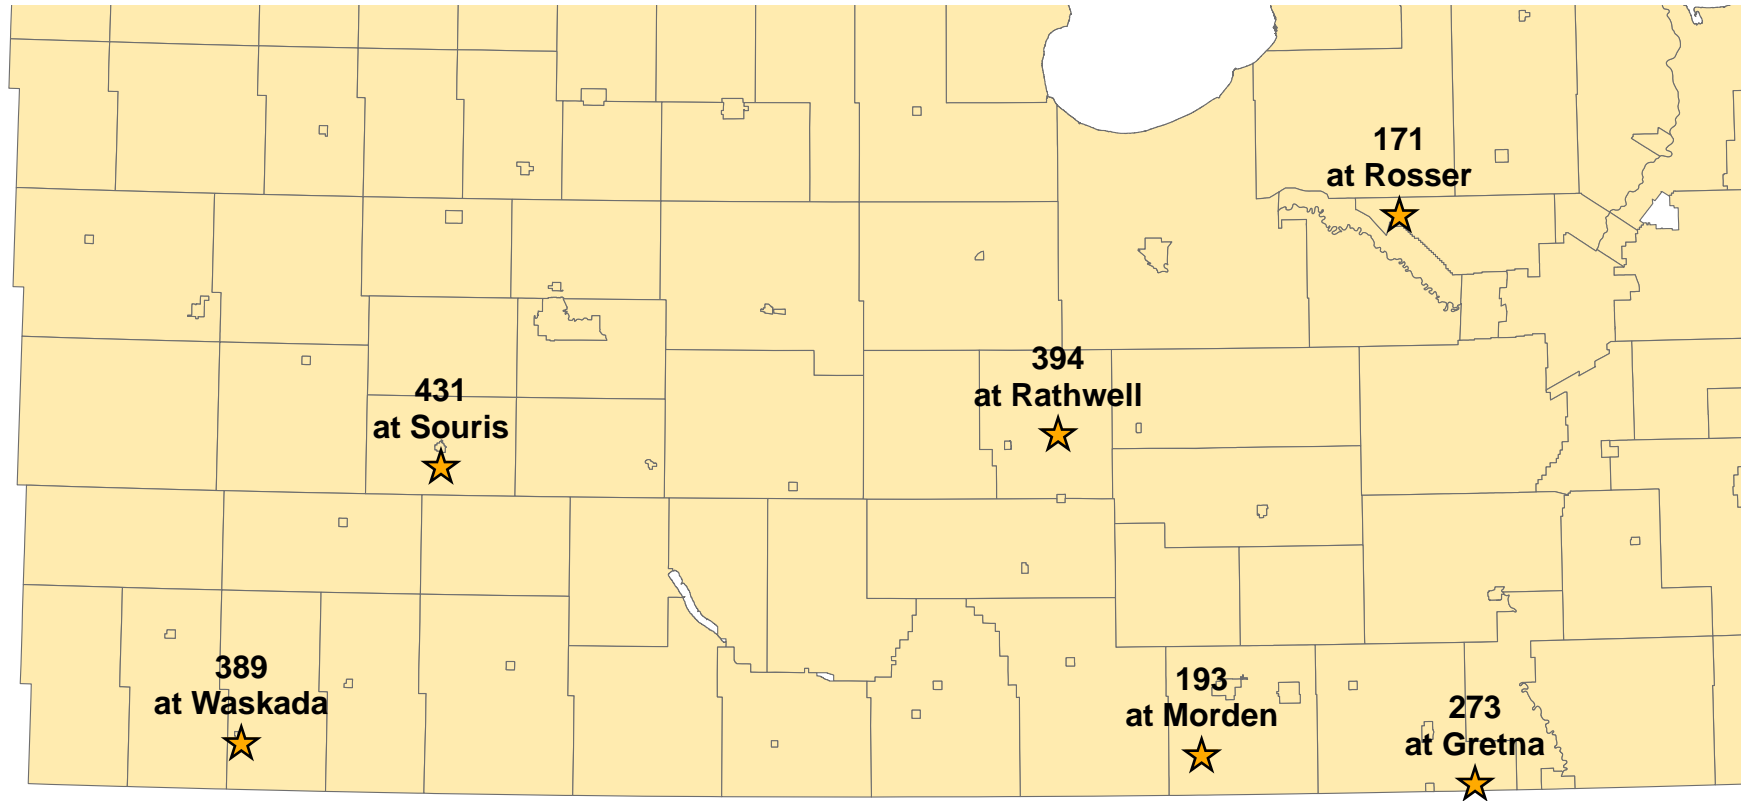 171
at Rosser
394
at Rathwell
431
at Souris
389
at Waskada
193
at Morden
273
at Gretna